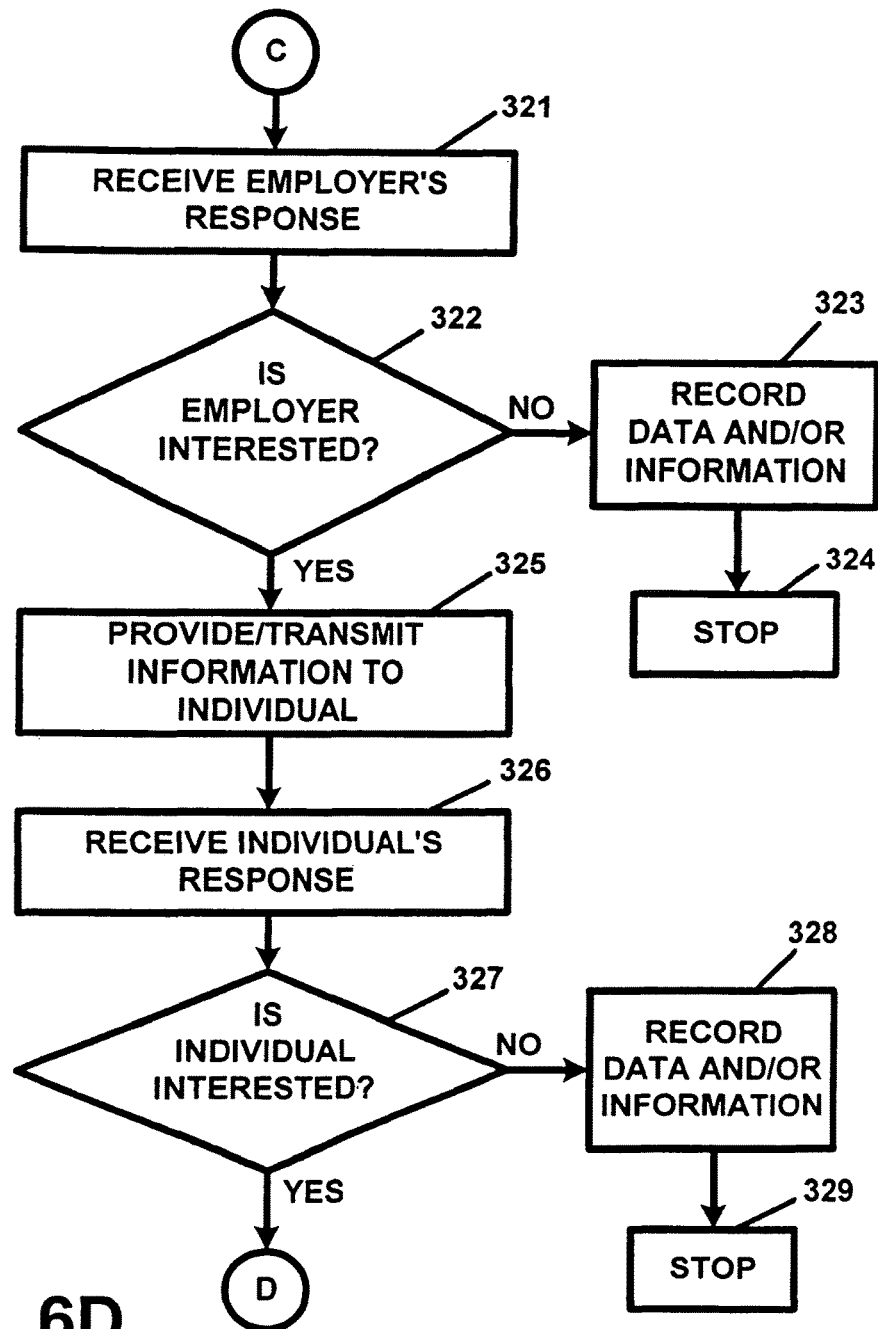 C
321
RECEIVE EMPLOYER'S
RESPONSE
322
IS
EMPLOYER
INTERESTED?
NO
323
RECORD
DATA AND/OR
INFORMATION
324
STOP
YES
325
PROVIDE/TRANSMIT
INFORMATION TO
INDIVIDUAL
326
RECEIVE INDIVIDUAL'S
RESPONSE
327
IS
INDIVIDUAL
INTERESTED?
NO
328
RECORD
DATA AND/OR
INFORMATION
329
STOP
YES
D
6D